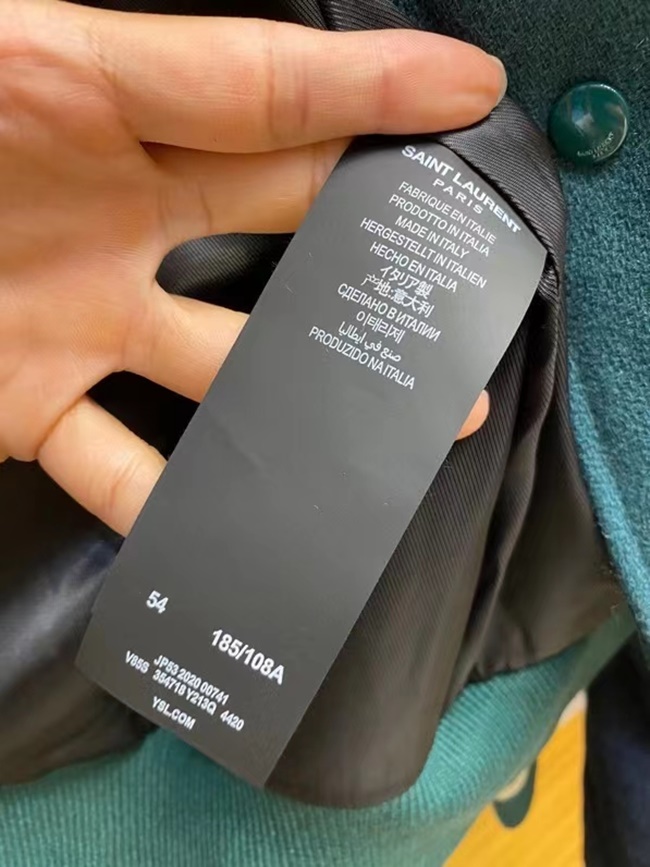 SAINT LAURENT
PARIS
FABRIQUE EN ITALIE
PRODOTTO IN ITALIA
MADE IN ITALY
HERGESTELLT IN ITALIEN
HECHO EN ITALIA
イタリア製
产地:意大利
СДЕЛАНО В ИТАЛИИ
이태리제
صنع في ايطاليا
PRODUZIDO NA ITALIA
54
185/108A
JP53 2020 00741
V85S 354718 Y213Q 4420
YSL.COM